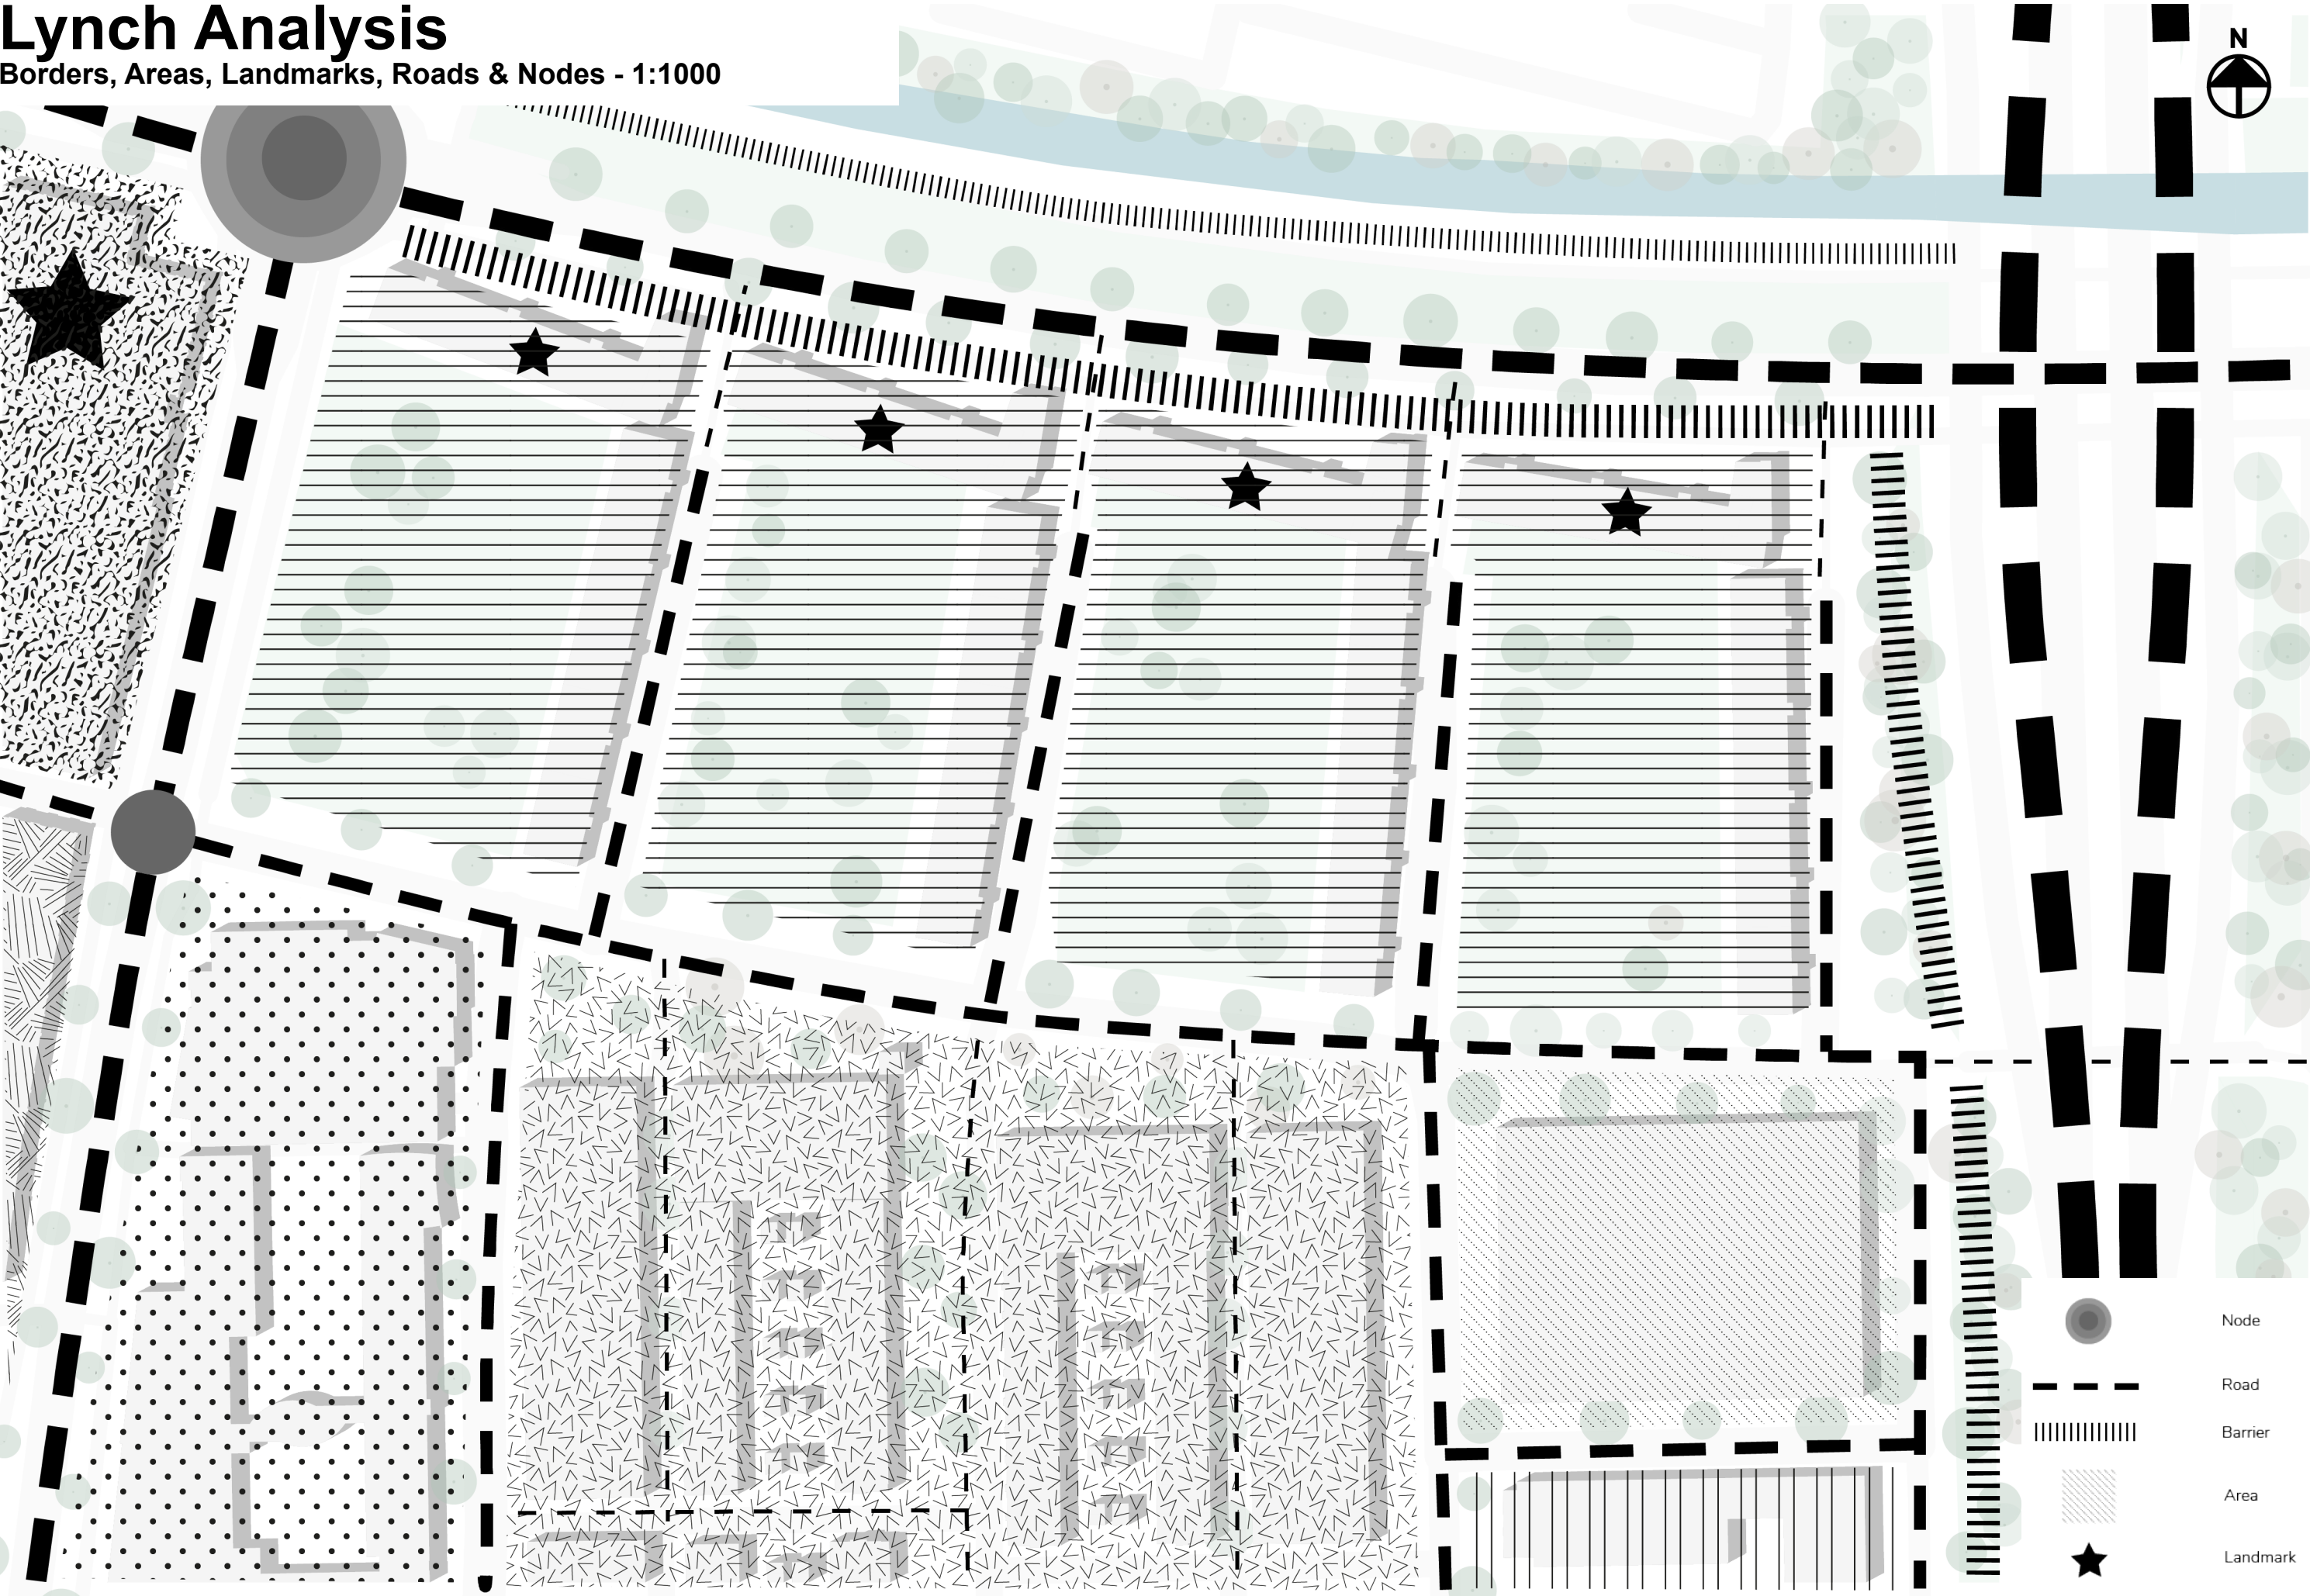 Lynch Analysis
Borders, Areas, Landmarks, Roads & Nodes - 1:1000
N
Node
Road
Barrier
Area
Landmark